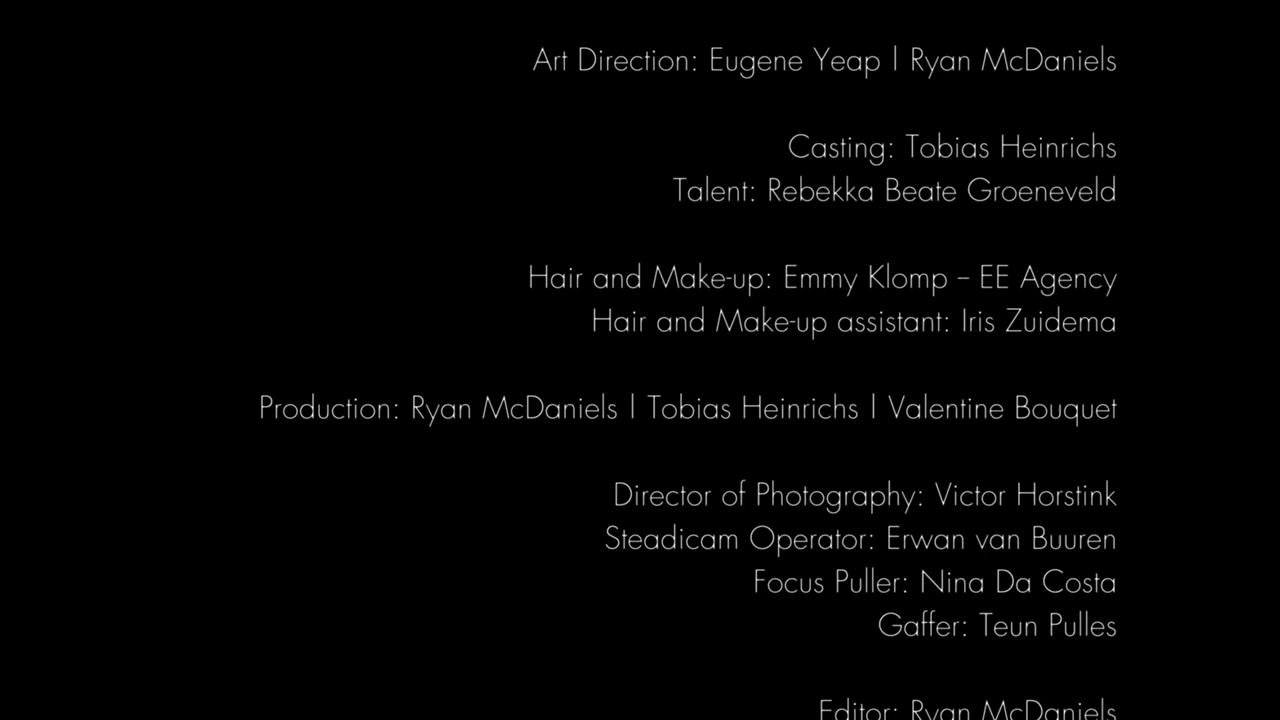 Art Direction: Eugene Yeap | Ryan McDaniels
Casting: Tobias Heinrichs
Talent: Rebekka Beate Groeneveld
Hair and Make-up: Emmy Klomp – EE Agency
Hair and Make-up assistant: Iris Zuidema
Production: Ryan McDaniels | Tobias Heinrichs | Valentine Bouquet
Director of Photography: Victor Horstink
Steadicam Operator: Erwan van Buuren
Focus Puller: Nina Da Costa
Gaffer: Teun Pulles
Editor: Ryan McDaniels